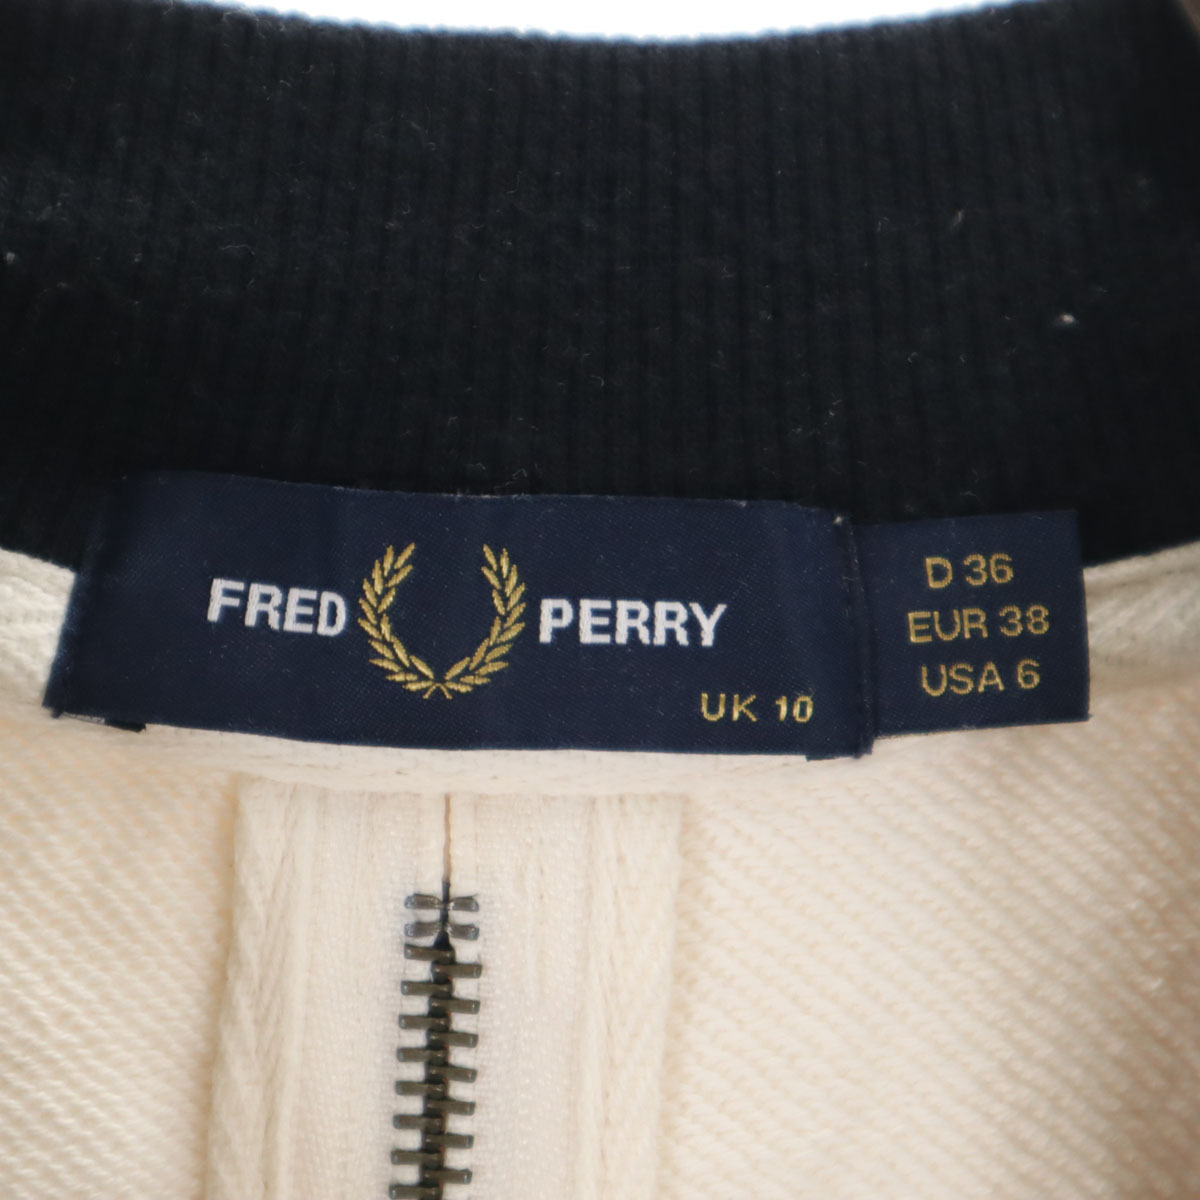 FRED PERRY
UK 10
D 36
EUR 38
USA 6